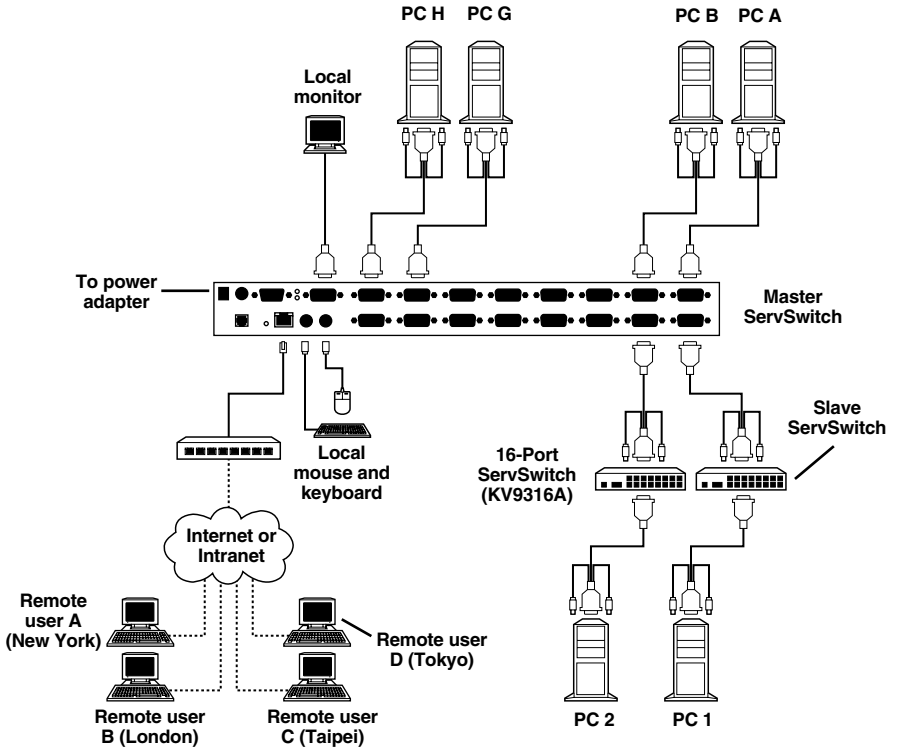 PC H
PC G
PC B
PC A
Local
monitor
To power
adapter
Master
ServSwitch
Slave
ServSwitch
Local
mouse and
keyboard
16-Port
ServSwitch
(KV9316A)
Internet or
Intranet
Remote
user A
(New York)
Remote user
D (Tokyo)
Remote user
B (London)
Remote user
C (Taipei)
PC 2
PC 1